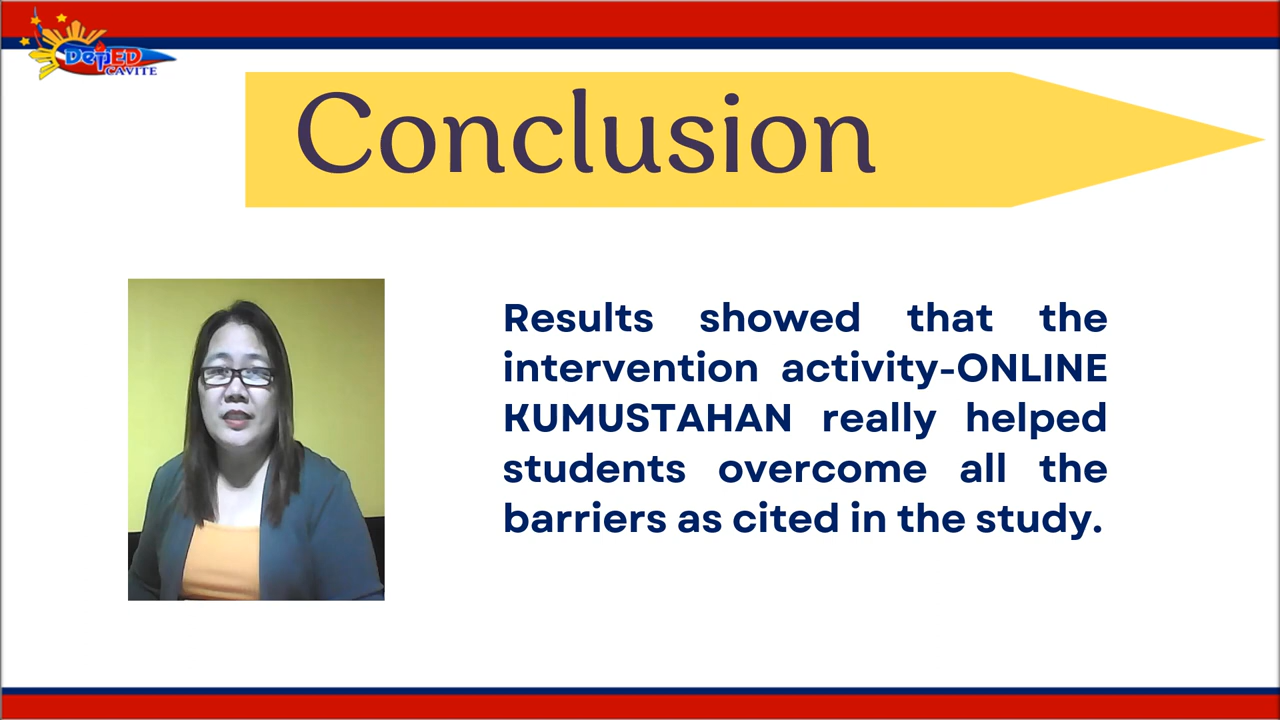 DepED
CAVITE
Conclusion
Results showed that the
intervention activity-ONLINE
KUMUSTAHAN really helped
students overcome all the
barriers as cited in the study.